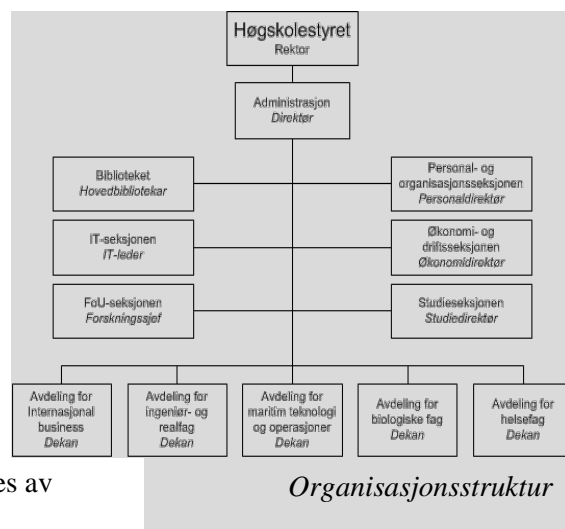 Høgskolestyret
Rektor
Administrasjon
Direktør
Biblioteket
Hovedbibliotekar
Personal- og
organisasjonsseksjonen
Personaldirektør
IT-seksjonen
IT-leder
Økonomi- og
driftsseksjonen
Økonomidirektør
FoU-seksjonen
Forskningssjef
Studieseksjonen
Studiedirektør
Avdeling for
Internasjonal
business
Dekan
Avdeling for
ingeniør- og
realfag
Dekan
Avdeling for
maritim teknologi
og operasjoner
Dekan
Avdeling for
biologiske fag
Dekan
Avdeling for
helsefag
Dekan
es av
Organisasjonsstruktur